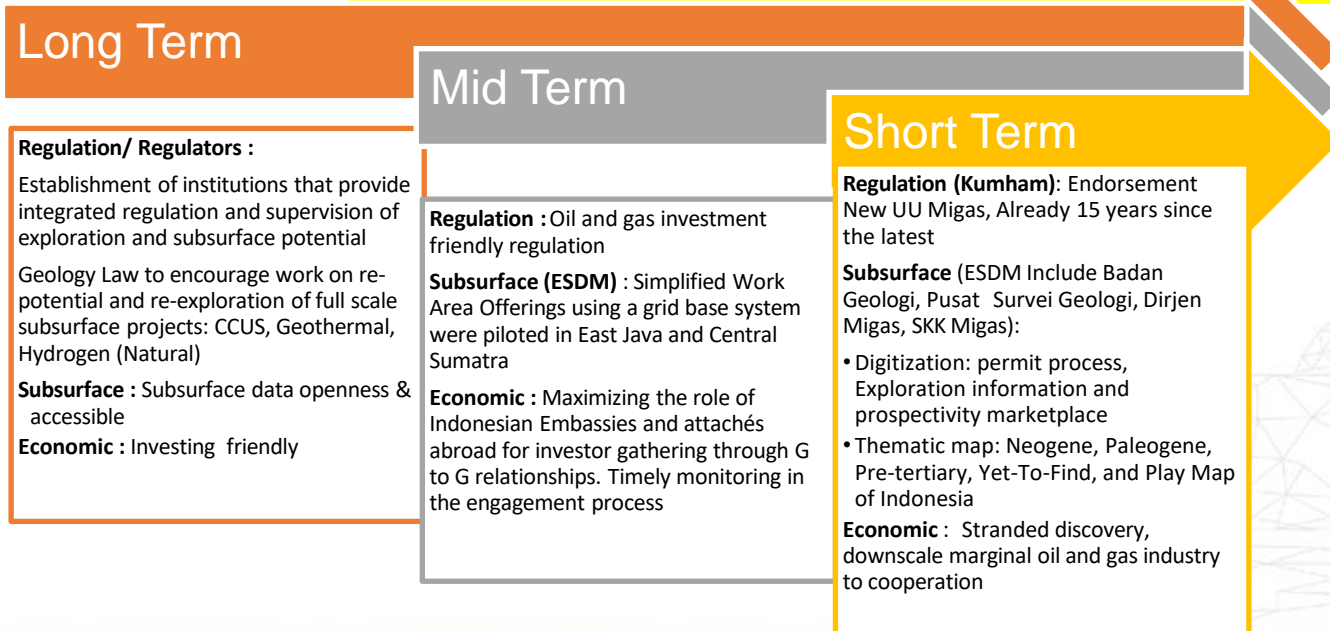 Long Term
Regulation/ Regulators :
Establishment of institutions that provide
integrated regulation and supervision of
exploration and subsurface potential
Geology Law to encourage work on re-
potential and re-exploration of full scale
subsurface projects: CCUS, Geothermal,
Hydrogen (Natural)
Subsurface : Subsurface data openness &
accessible
Economic : Investing friendly
Mid Term
Regulation : Oil and gas investment
friendly regulation
Subsurface (ESDM) : Simplified Work
Area Offerings using a grid base system
were piloted in East Java and Central
Sumatra
Economic : Maximizing the role of
Indonesian Embassies and attachés
abroad for investor gathering through G
to G relationships. Timely monitoring in
the engagement process
Short Term
Regulation (Kumham): Endorsement
New UU Migas, Already 15 years since
the latest
Subsurface (ESDM Include Badan
Geologi, Pusat Survei Geologi, Dirjen
Migas, SKK Migas):
• Digitization: permit process,
Exploration information and
prospectivity marketplace
• Thematic map: Neogene, Paleogene,
Pre-tertiary, Yet-To-Find, and Play Map
of Indonesia
Economic : Stranded discovery,
downscale marginal oil and gas industry
to cooperation